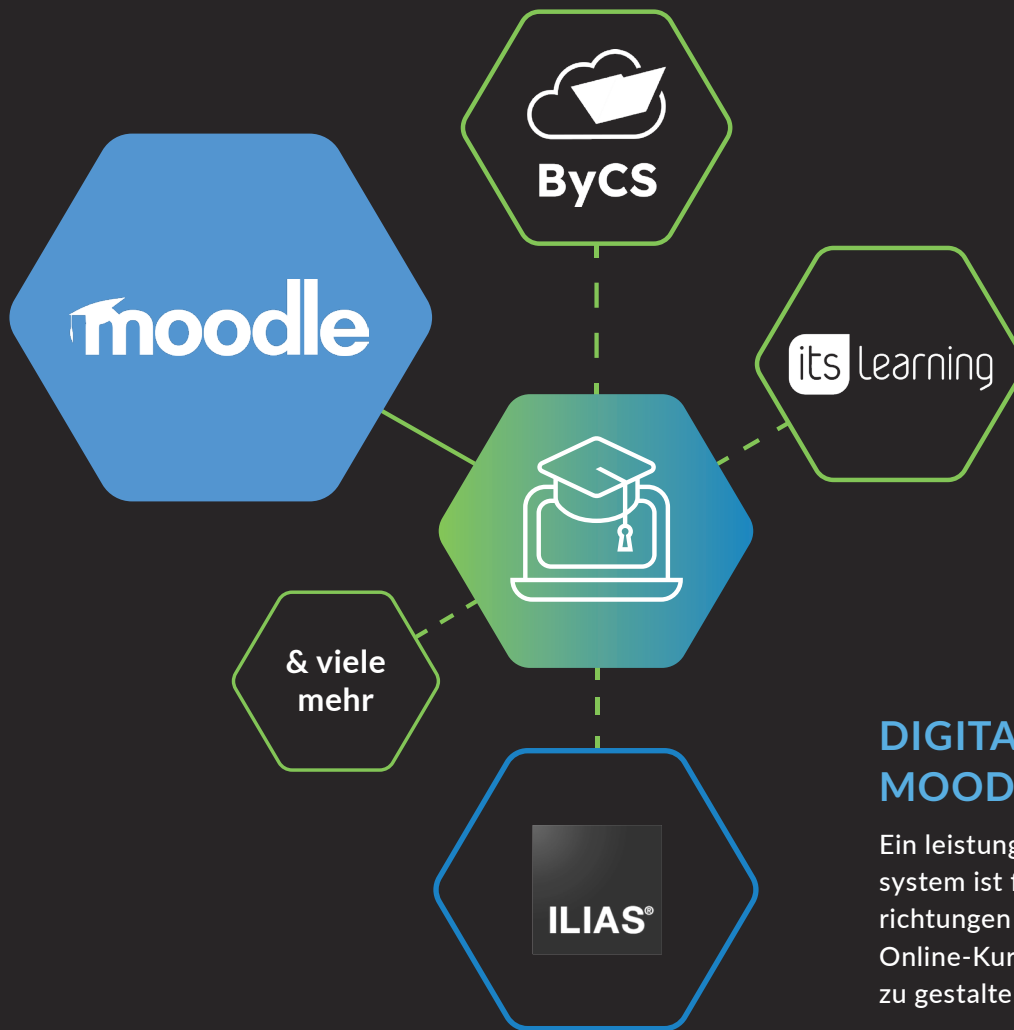 ByCS
moodle
its learning
& viele
mehr
ILIAS®
DIGITA
MOOD
Ein leistung
system ist f
richtungen
Online-Kur
zu gestalte